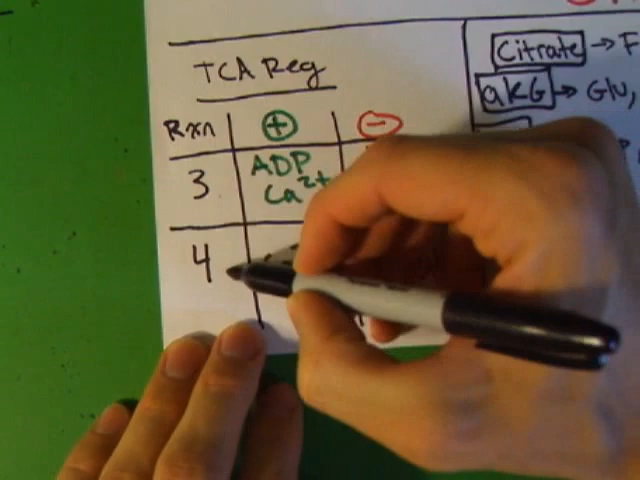 TCA Reg
Rxn + −
3 ADP
Ca²⁺
4
Citrate → F
αKG → Glu,